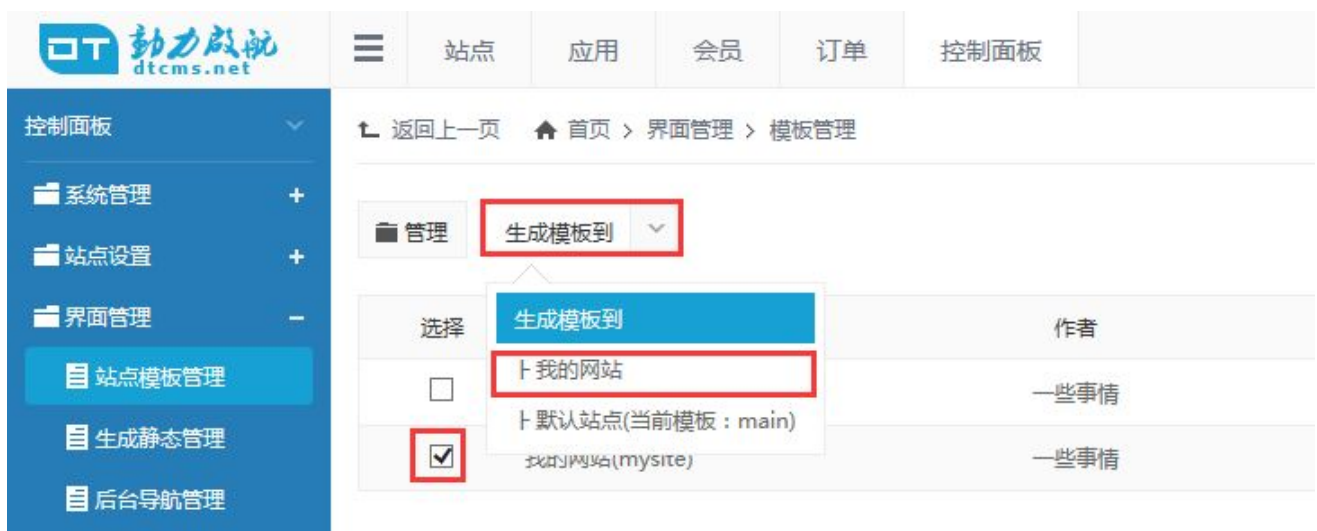 DT 動力啟航
dtcms.net
站点 应用 会员 订单 控制面板
控制面板
返回上一页 首页 > 界面管理 > 模板管理
系统管理
站点设置
界面管理
站点模板管理
生成静态管理
后台导航管理
管理 生成模板到
选择 生成模板到 作者
├ 我的网站
一些事情
├ 默认站点(当前模板：main)
我的网站(mysite) 一些事情